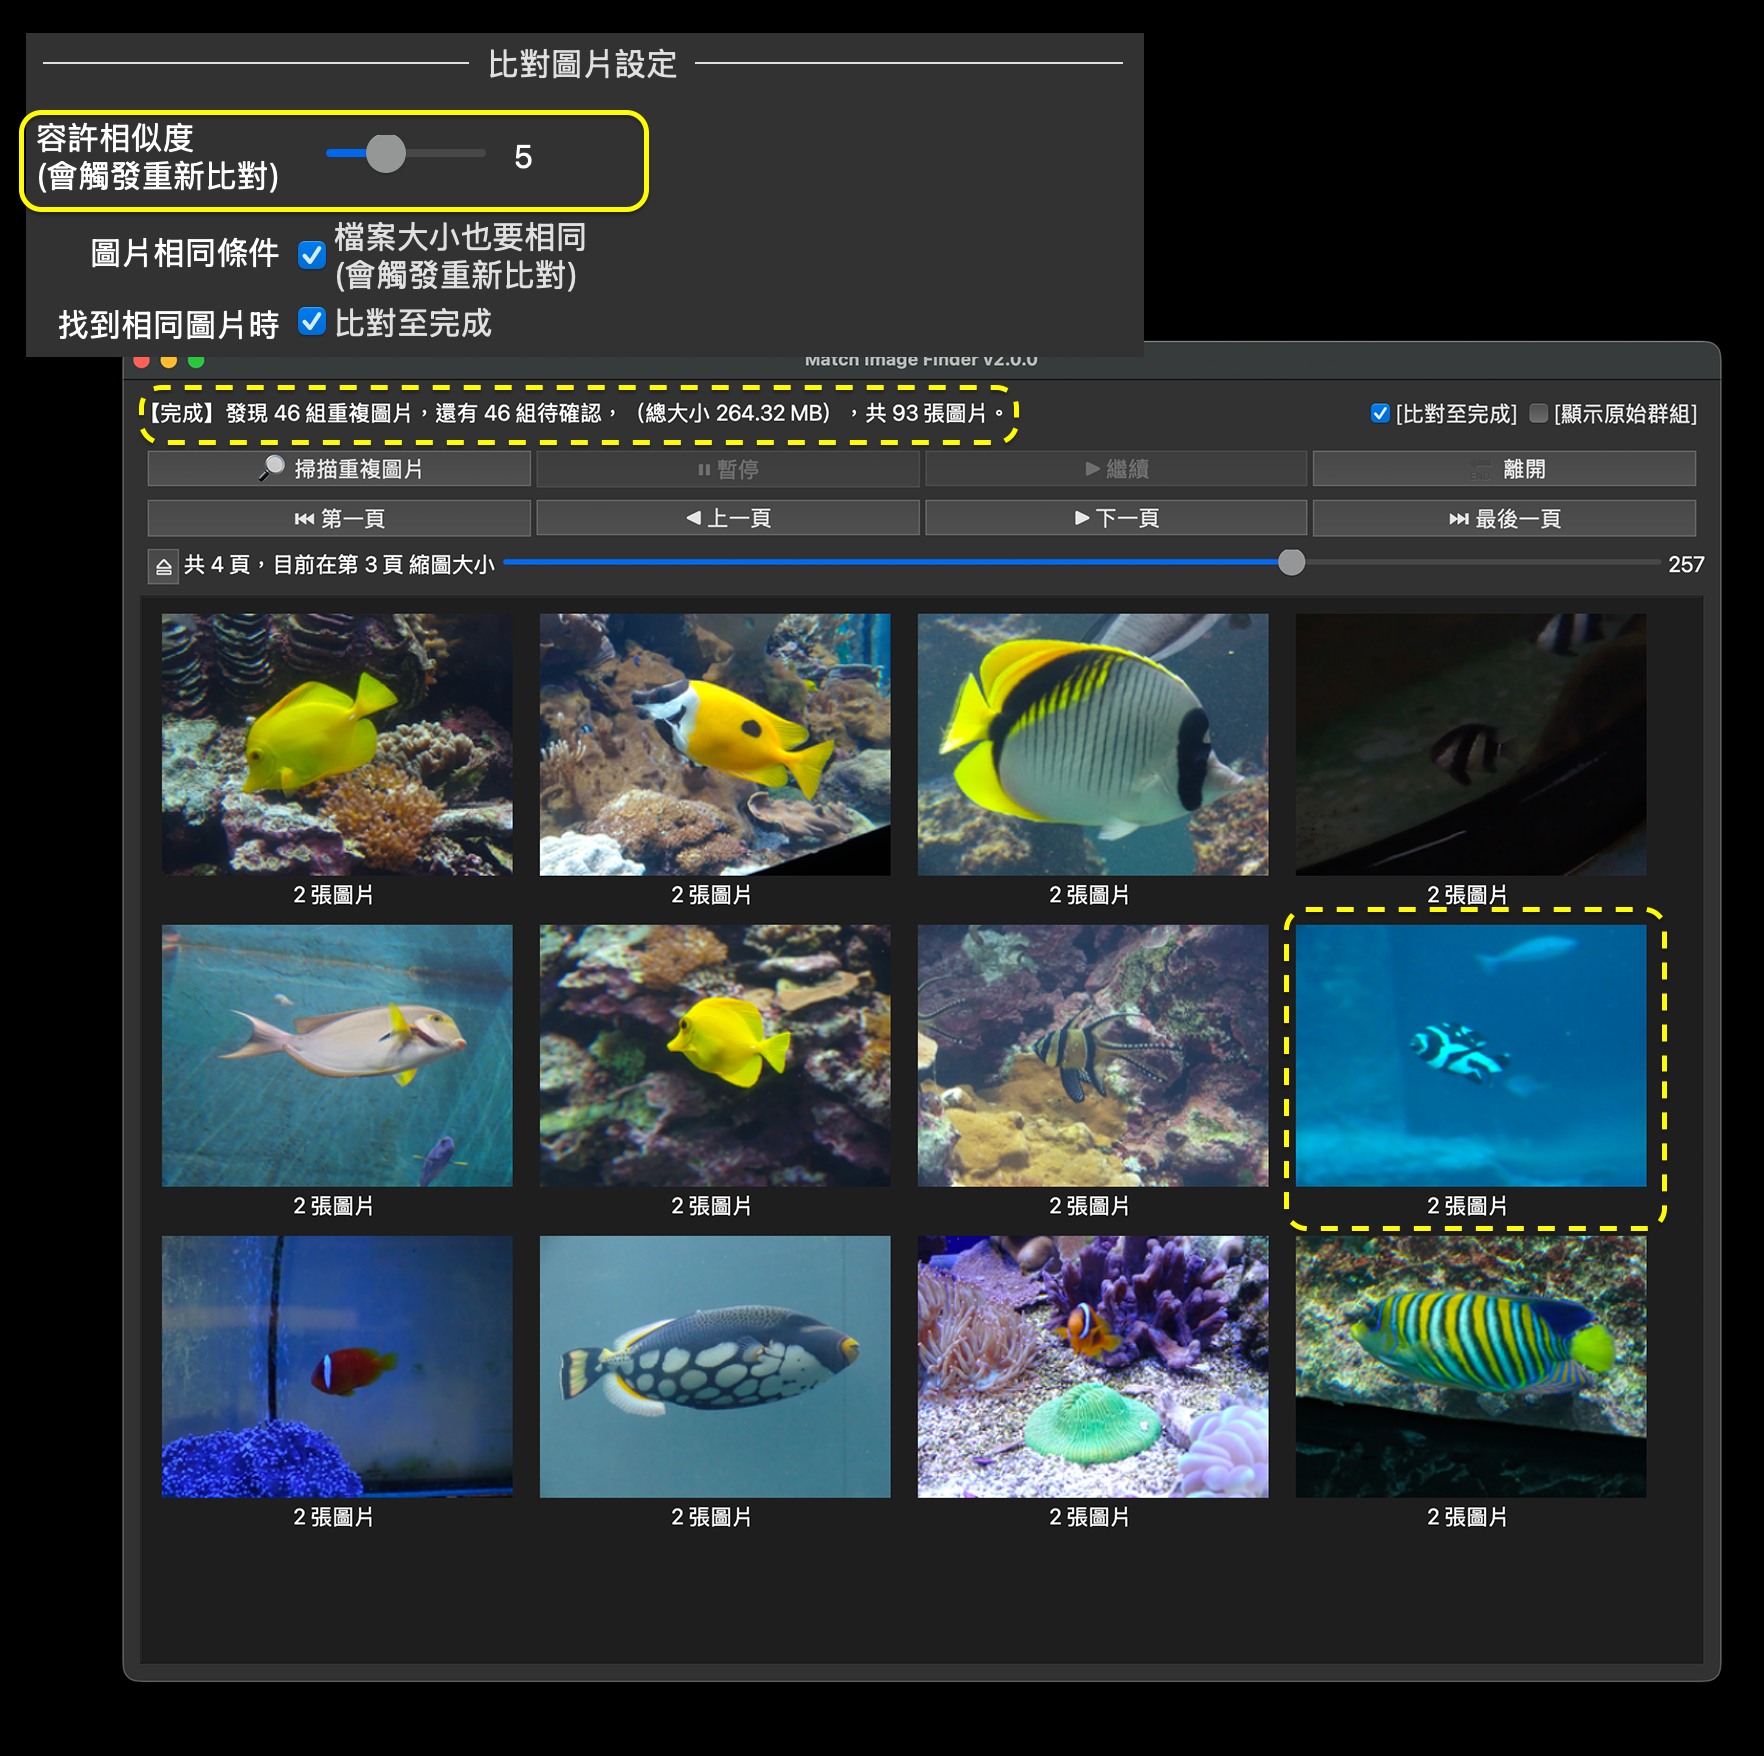 比對圖片設定
容許相似度
(會觸發重新比對)
5
圖片相同條件
檔案大小也要相同
(會觸發重新比對)
找到相同圖片時
比對至完成
Match Image Finder v2.0.0
【完成】發現 46 組重複圖片，還有 46 組待確認，（總大小 264.32 MB），共 93 張圖片。
[比對至完成] [顯示原始群組]
掃描重複圖片 暫停 繼續 離開
第一頁 上一頁 下一頁 最後一頁
共 4 頁，目前在第 3 頁 縮圖大小 257
2 張圖片 2 張圖片 2 張圖片 2 張圖片
2 張圖片 2 張圖片 2 張圖片 2 張圖片
2 張圖片 2 張圖片 2 張圖片 2 張圖片